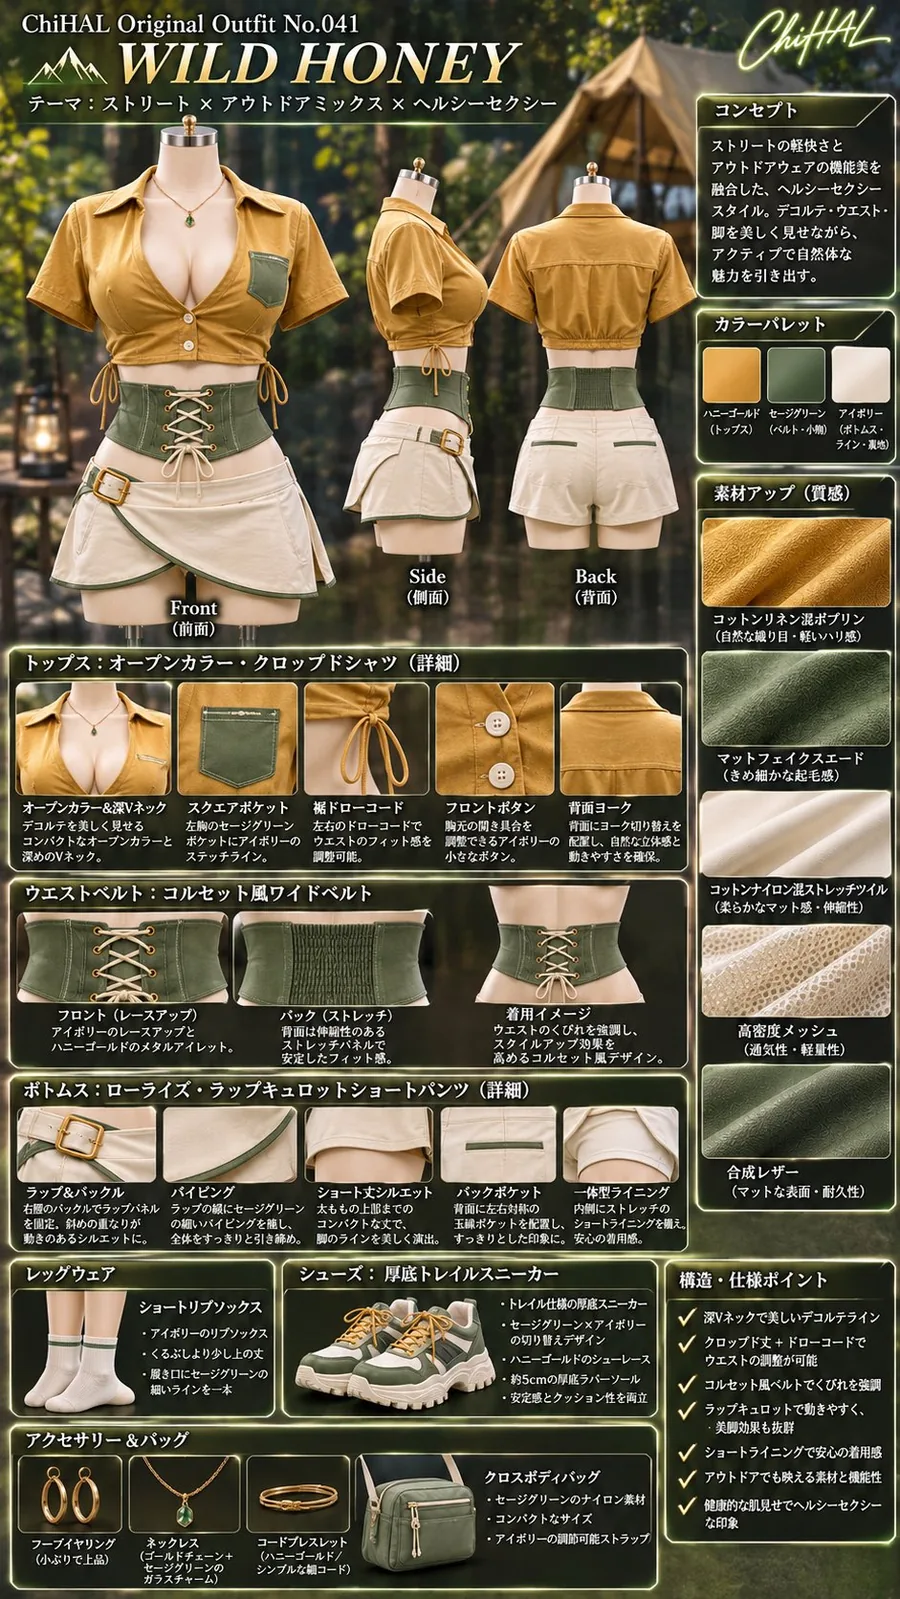 ChiHAL Original Outfit No.041
WILD HONEY
テーマ：ストリート × アウトドアミックス × ヘルシーセクシー
ChiHAL
コンセプト
ストリートの軽快さと
アウトドアウェアの機能美を
融合した、ヘルシーセクシー
スタイル。デコルテ・ウエスト・
脚を美しく見せながら、
アクティブで自然体な
魅力を引き出す。
カラーパレット
ハニーゴールド
（トップス）
セージグリーン
（ベルト・小物）
アイボリー
（ボトムス・
ライン・裏地）
Front
（前面）
Side
（側面）
Back
（背面）
素材アップ（質感）
コットンリネン混ポプリン
（自然な織り目・軽いハリ感）
マットフェイクスエード
（きめ細かな起毛感）
コットンナイロン混ストレッチツイル
（柔らかなマット感・伸縮性）
高密度メッシュ
（通気性・軽量性）
合成レザー
（マットな表面・耐久性）
トップス：オープンカラー・クロップドシャツ（詳細）
オープンカラー&深Vネック
デコルテを美しく見せる
コンパクトなオープンカラーと
深めのVネック。
スクエアポケット
左胸のセージグリーン
ポケットにアイボリーの
ステッチライン。
裾ドローコード
左右のドローコードで
ウエストのフィット感を
調整可能。
フロントボタン
胸元の開き具合を
調整できるアイボリーの
小さなボタン。
背面ヨーク
背面にヨーク切り替えを
配置し、自然な立体感と
動きやすさを確保。
ウエストベルト：コルセット風ワイドベルト
フロント（レースアップ）
アイボリーのレースアップと
ハニーゴールドのメタルアイレット。
バック（ストレッチ）
背面は伸縮性のある
ストレッチパネルで
安定したフィット感。
着用イメージ
ウエストのくびれを強調し、
スタイルアップ効果を
高めるコルセット風デザイン。
ボトムス：ローライズ・ラップキュロットショートパンツ（詳細）
ラップ&バックル
右腰のバックルでラップパネル
を固定。斜めの重なりが
動きのあるシルエットに。
パイピング
ラップの縁にセージグリーン
の細いパイピングを施し、
全体をすっきりと引き締め。
ショート丈シルエット
太ももの上部までの
コンパクトな丈で、
脚のラインを美しく演出。
バックポケット
背面に左右対称の
玉縁ポケットを配置し、
すっきりとした印象に。
一体型ライニング
内側にストレッチの
ショートライニングを備え、
安心の着用感。
レッグウェア
ショートリブソックス
・アイボリーのリブソックス
・くるぶしより少し上の丈
・履き口にセージグリーンの
細いラインを一本
シューズ：厚底トレイルスニーカー
・トレイル仕様の厚底スニーカー
・セージグリーン×アイボリー
の切り替えデザイン
・ハニーゴールドのシューレース
・約5cmの厚底ラバーソール
・安定感とクッション性を両立
構造・仕様ポイント
深Vネックで美しいデコルテライン
クロップド丈＋ドローコードで
ウエストの調整が可能
コルセット風ベルトでくびれを強調
ラップキュロットで動きやすく、
・美脚効果も抜群
ショートライニングで安心の着用感
アウトドアでも映える素材と機能性
健康的な肌見せでヘルシーセクシー
な印象
アクセサリー&バッグ
フープイヤリング
（小ぶりで上品）
ネックレス
（ゴールドチェーン＋
セージグリーンの
ガラスチャーム）
コードブレスレット
（ハニーゴールド/
シンプルな細コード）
クロスボディバッグ
・セージグリーンのナイロン素材
・コンパクトなサイズ
・アイボリーの調節可能ストラップ